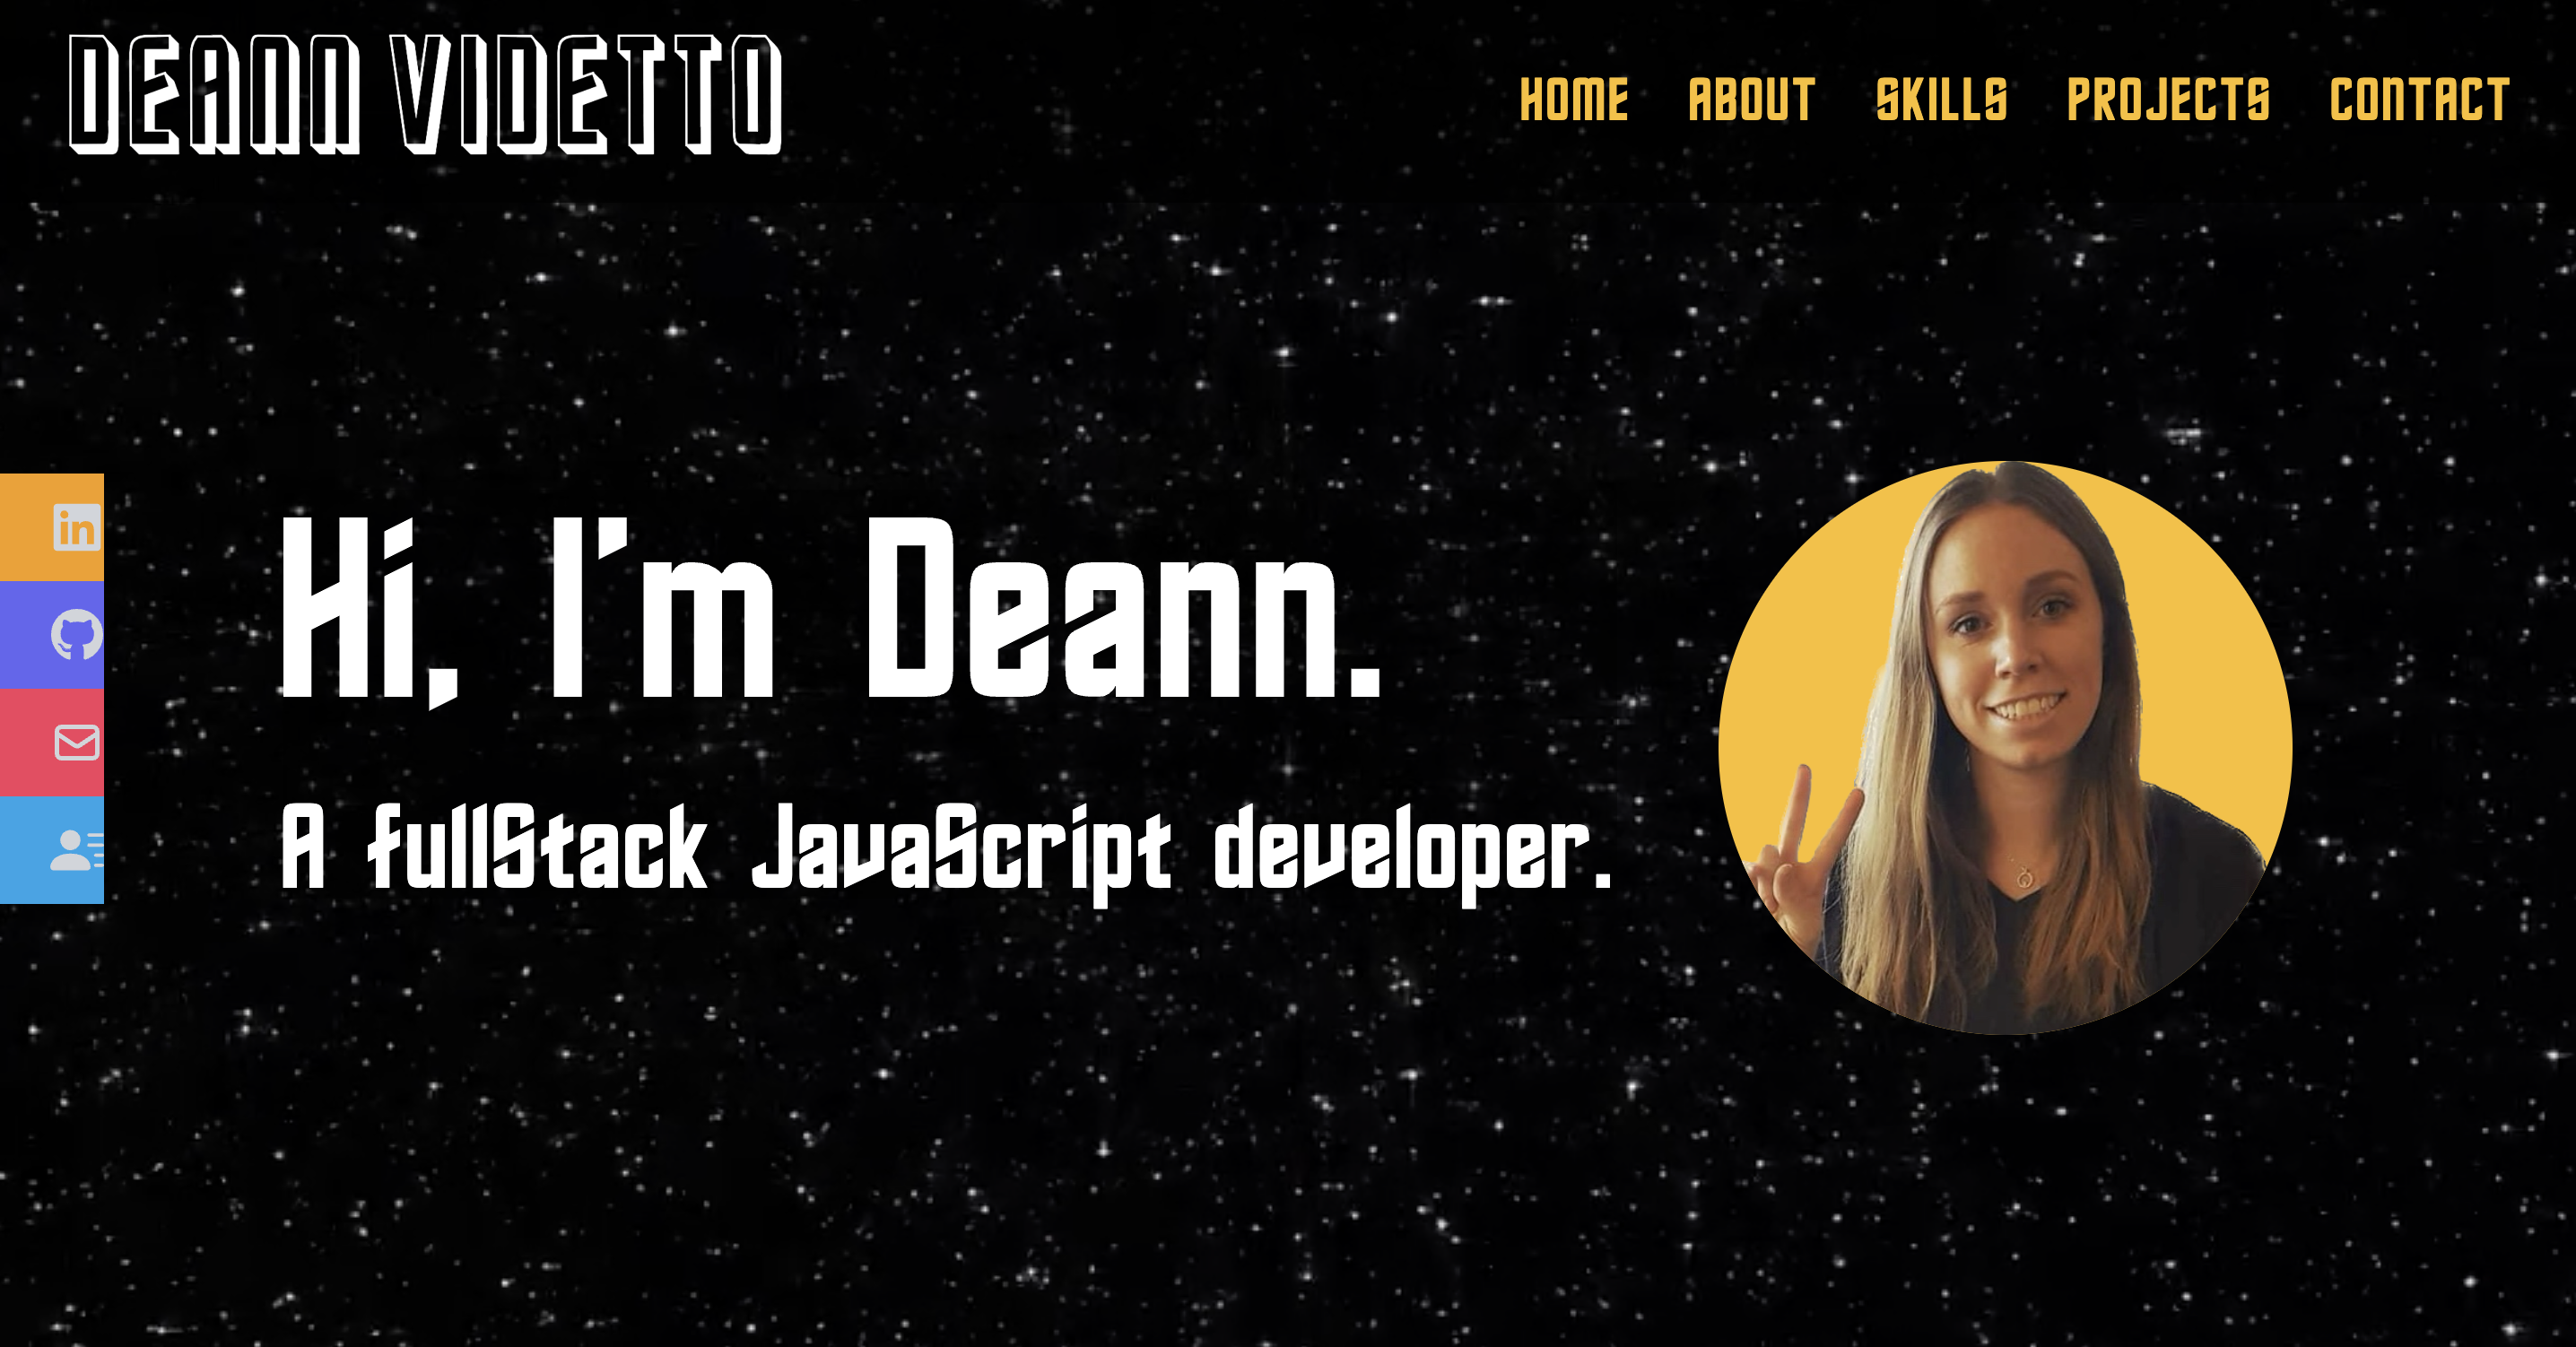 DEANN VIDETTO
HOME ABOUT SKILLS PROJECTS CONTACT
in
Hi, I'm Deann.
A fullStack JavaScript developer.